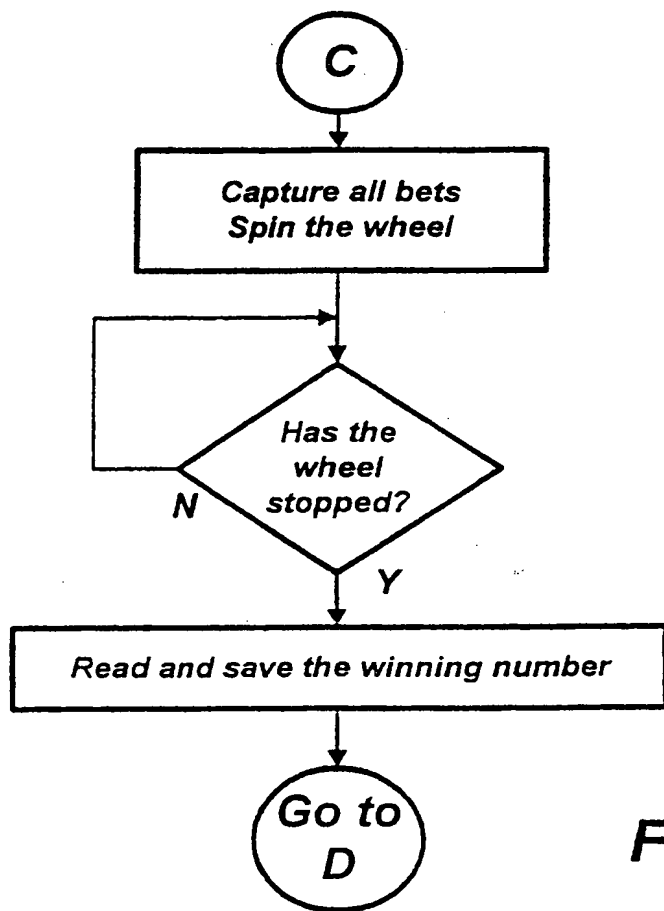 C
Capture all bets
Spin the wheel
Has the
wheel
stopped?
N
Y
Read and save the winning number
Go to
D
F